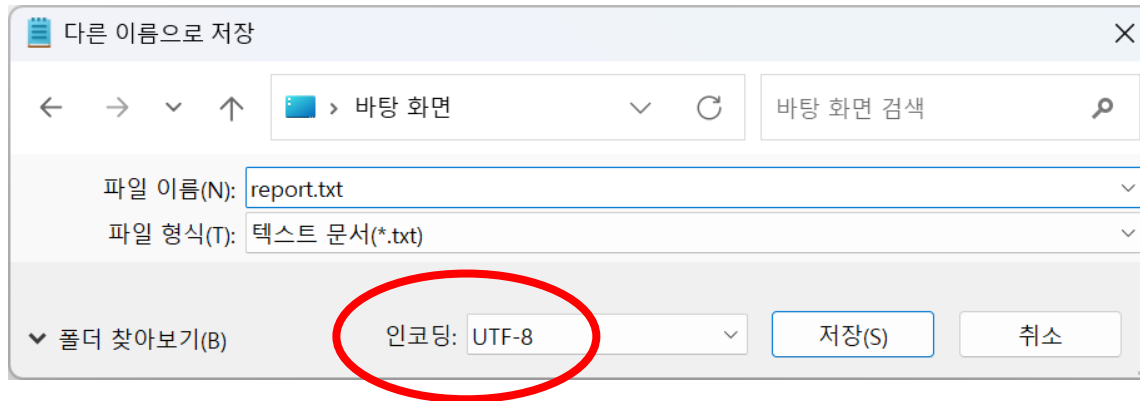 다른 이름으로 저장
바탕 화면
바탕 화면 검색
파일 이름(N): report.txt
파일 형식(T): 텍스트 문서(*.txt)
폴더 찾아보기(B)
인코딩: UTF-8
저장(S)
취소